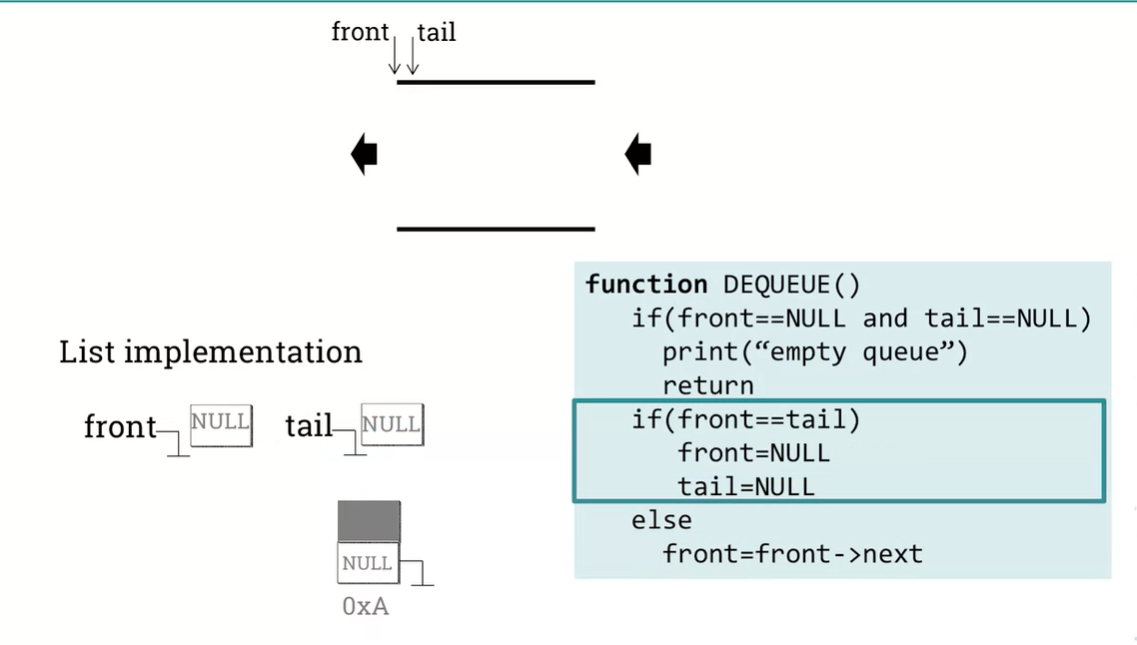 front tail
function DEQUEUE()
if(front==NULL and tail==NULL)
print(“empty queue”)
return
if(front==tail)
front=NULL
tail=NULL
else
front=front->next
List implementation
front NULL tail NULL
NULL
0xA